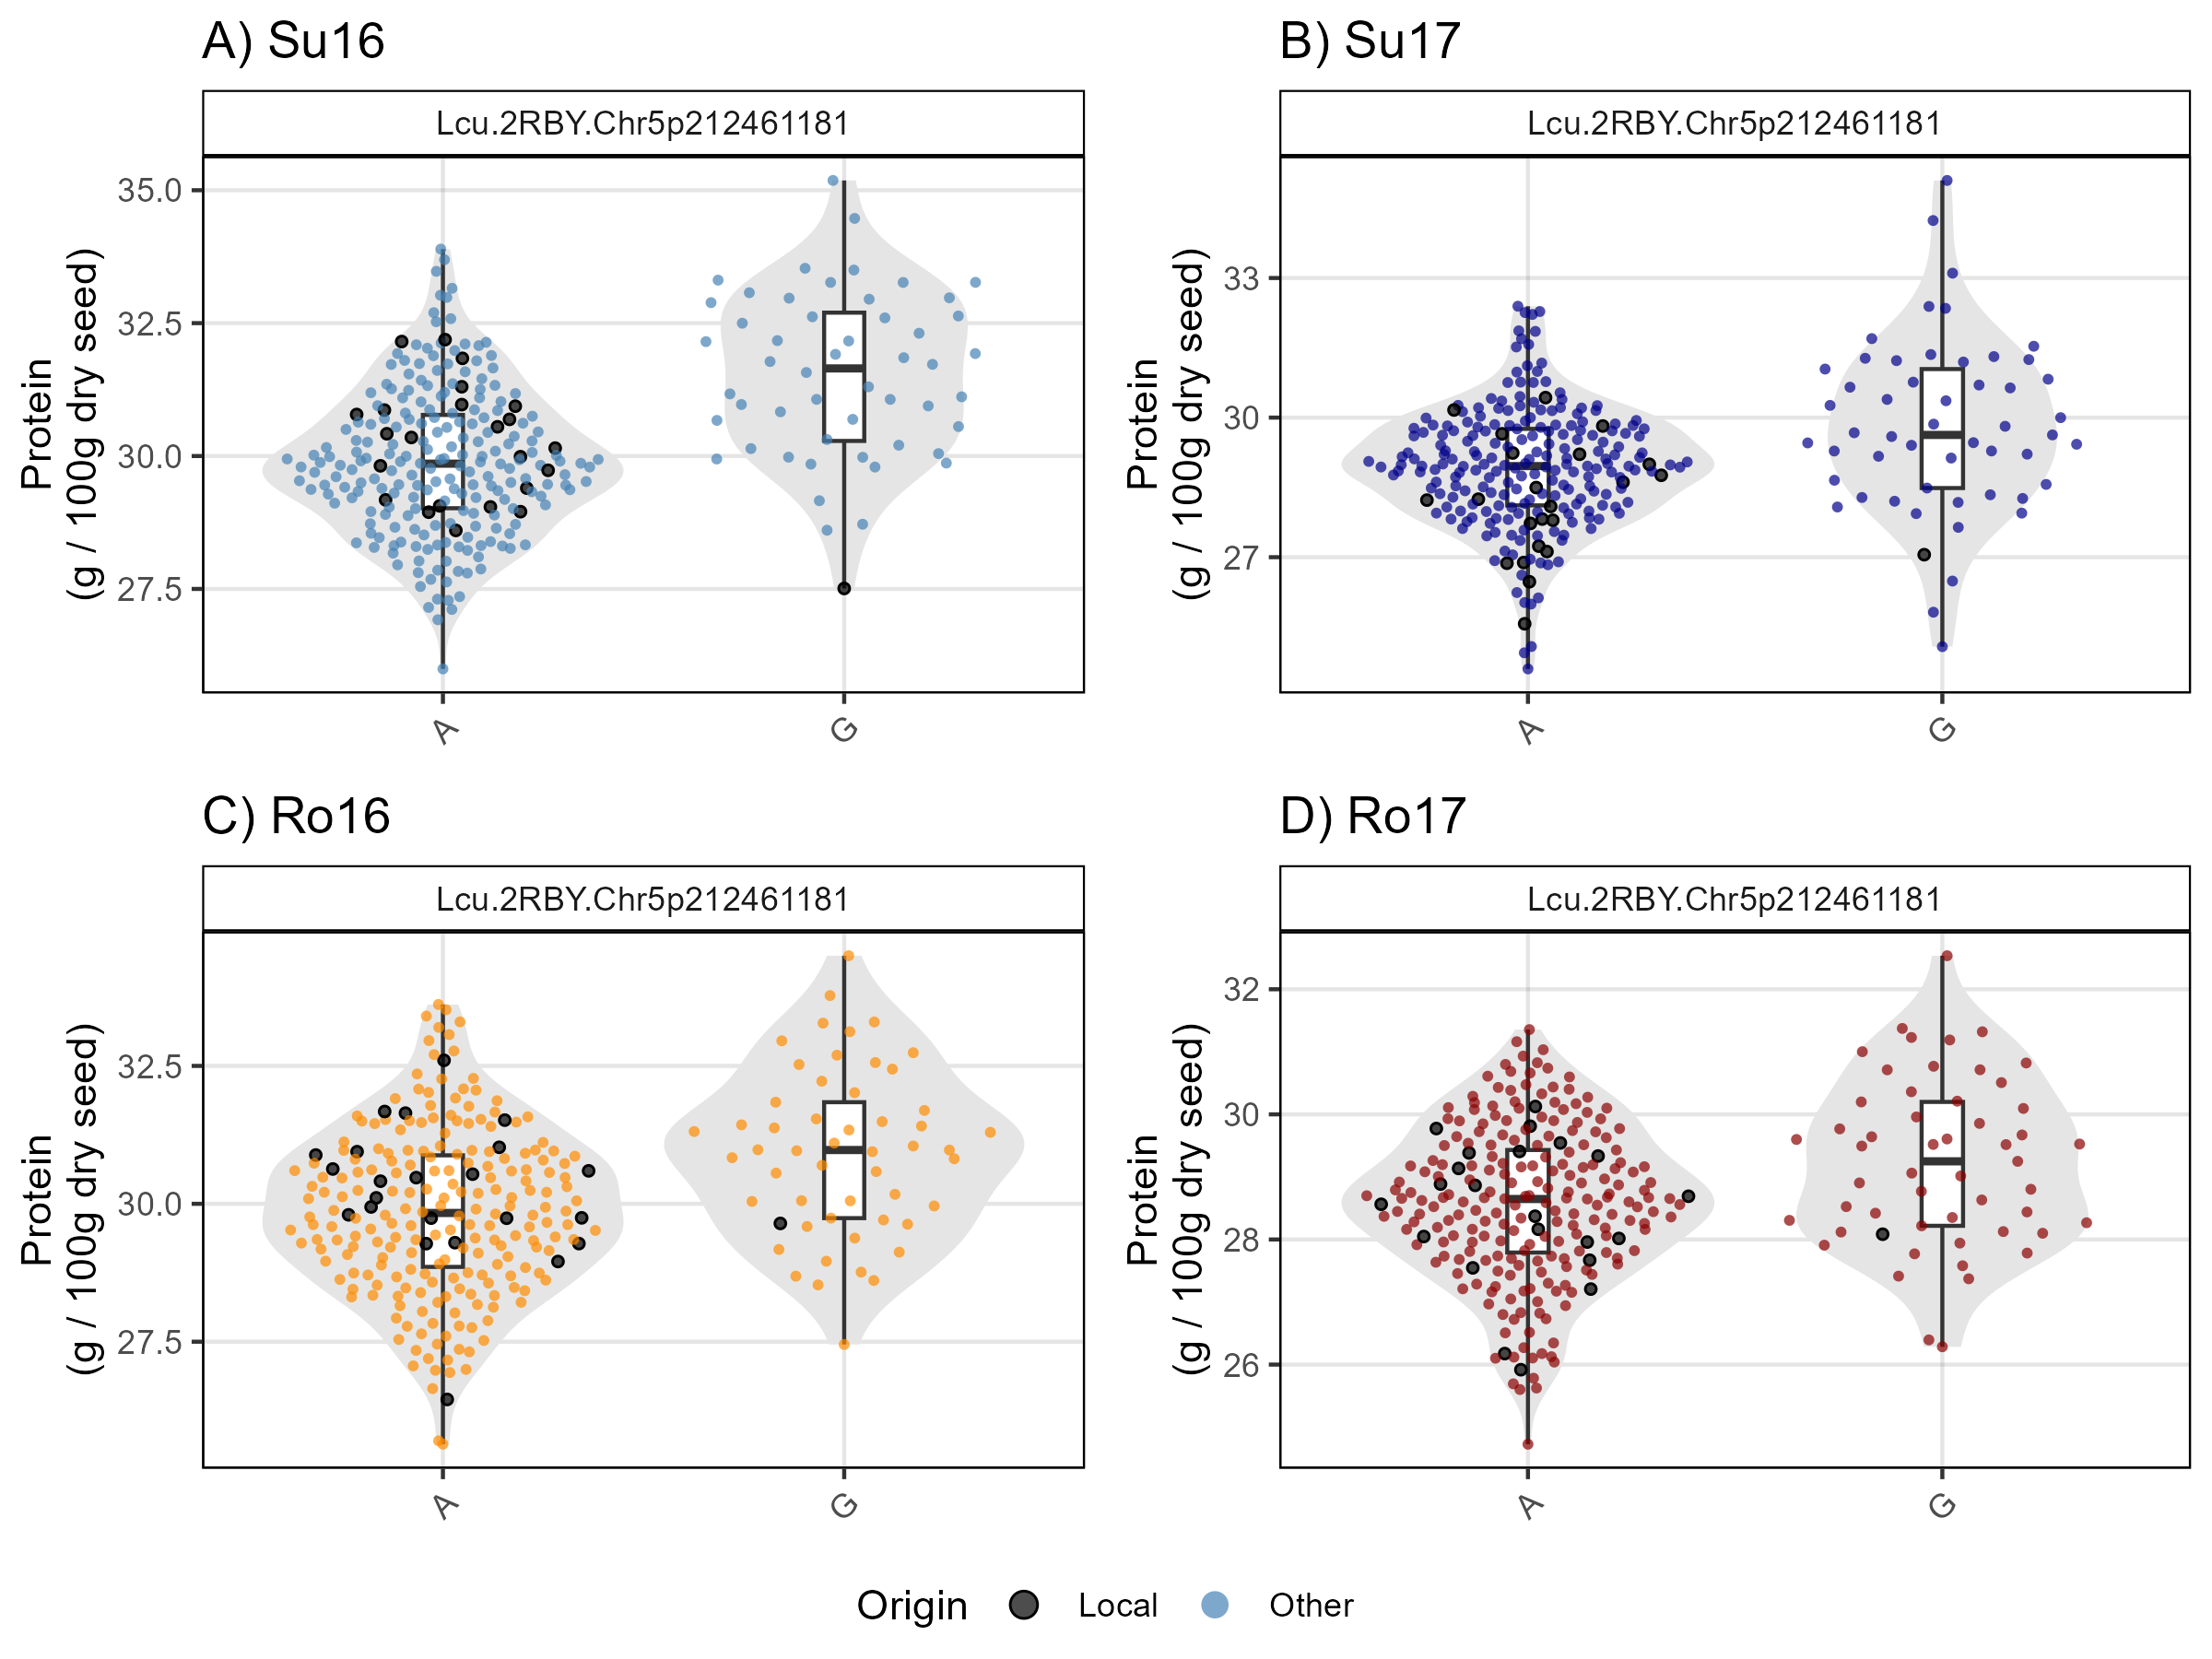 A) Su16
Lcu.2RBY.Chr5p212461181
Protein
(g / 100g dry seed)
35.0
32.5
30.0
27.5
A
G
B) Su17
Lcu.2RBY.Chr5p212461181
Protein
(g / 100g dry seed)
33
30
27
A
G
C) Ro16
Lcu.2RBY.Chr5p212461181
Protein
(g / 100g dry seed)
32.5
30.0
27.5
A
G
D) Ro17
Lcu.2RBY.Chr5p212461181
Protein
(g / 100g dry seed)
32
30
28
26
A
G
Origin Local Other